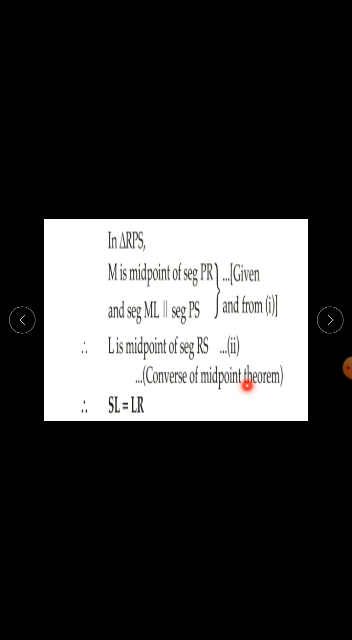 In ΔRPS,
M is midpoint of seg PR} ...[Given
and seg ML || seg PS and from (i)]
∴ L is midpoint of seg RS ...(ii)
...(Converse of midpoint theorem)
∴ SL = LR